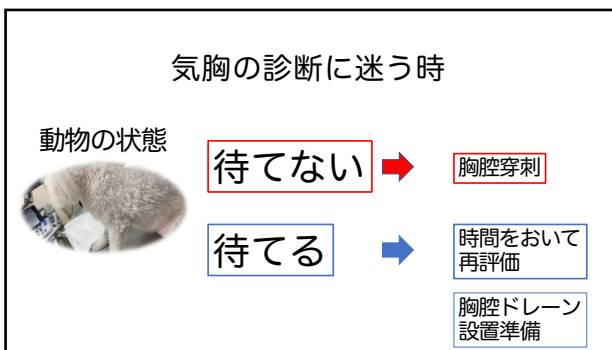 気胸の診断に迷う時
動物の状態
待てない
胸腔穿刺
待てる
時間をおいて
再評価
胸腔ドレーン
設置準備